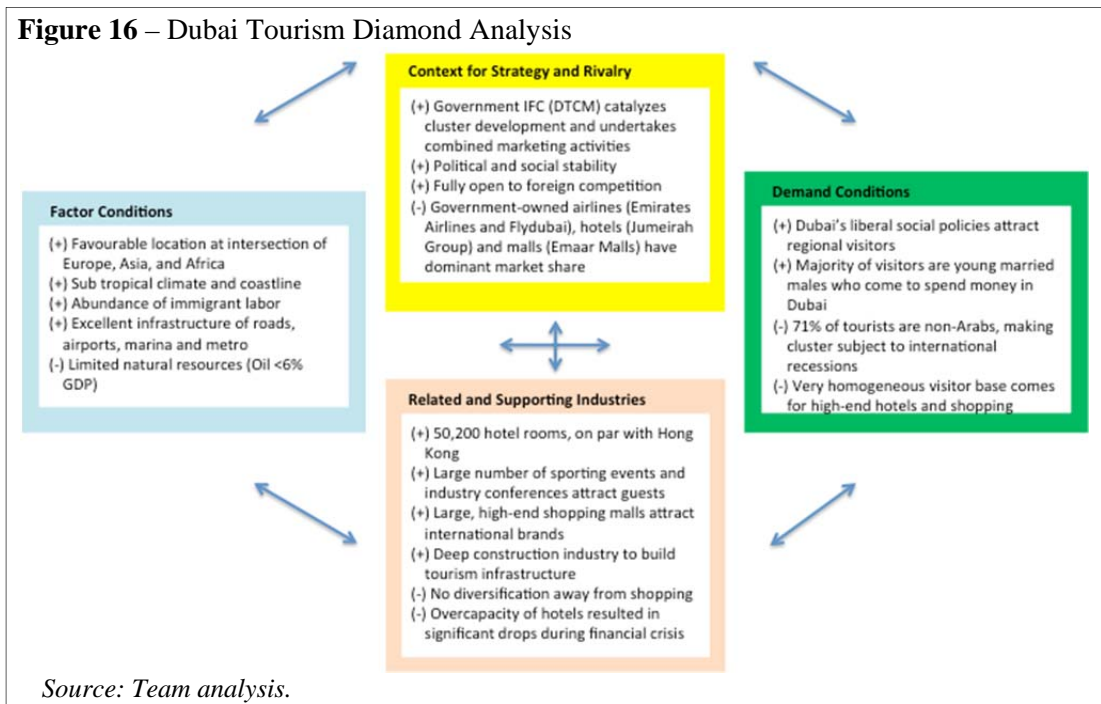 Figure 16 – Dubai Tourism Diamond Analysis
Context for Strategy and Rivalry
(+) Government IFC (DTCM) catalyzes
cluster development and undertakes
combined marketing activities
(+) Political and social stability
(+) Fully open to foreign competition
(-) Government-owned airlines (Emirates
Airlines and Flydubai), hotels (Jumeirah
Group) and malls (Emaar Malls) have
dominant market share
Factor Conditions
(+) Favourable location at intersection of
Europe, Asia, and Africa
(+) Sub tropical climate and coastline
(+) Abundance of immigrant labor
(+) Excellent infrastructure of roads,
airports, marina and metro
(-) Limited natural resources (Oil <6%
GDP)
Demand Conditions
(+) Dubai's liberal social policies attract
regional visitors
(+) Majority of visitors are young married
males who come to spend money in
Dubai
(-) 71% of tourists are non-Arabs, making
cluster subject to international
recessions
(-) Very homogeneous visitor base comes
for high-end hotels and shopping
Related and Supporting Industries
(+) 50,200 hotel rooms, on par with Hong
Kong
(+) Large number of sporting events and
industry conferences attract guests
(+) Large, high-end shopping malls attract
international brands
(+) Deep construction industry to build
tourism infrastructure
(-) No diversification away from shopping
(-) Overcapacity of hotels resulted in
significant drops during financial crisis
Source: Team analysis.